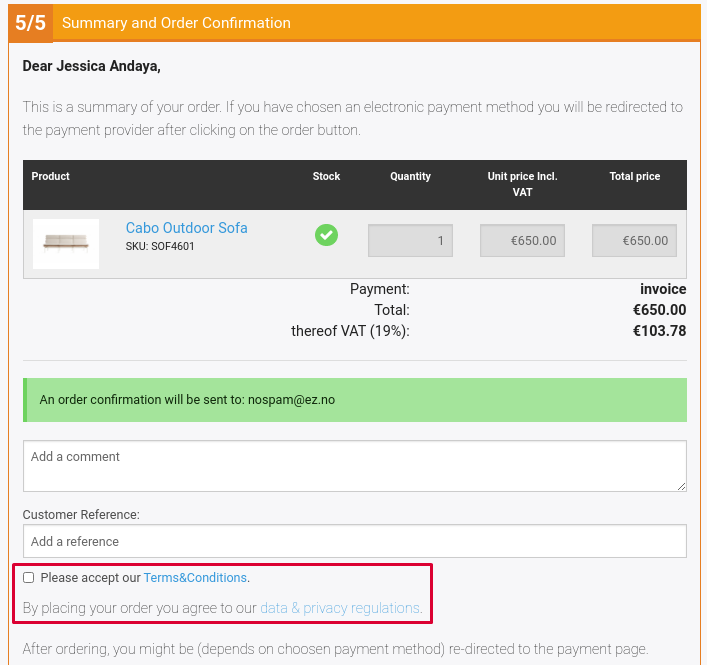 5/5 Summary and Order Confirmation
Dear Jessica Andaya,
This is a summary of your order. If you have chosen an electronic payment method you will be redirected to
the payment provider after clicking on the order button.
Product Stock Quantity Unit price Incl. Total price
VAT
Cabo Outdoor Sofa
SKU: SOF4601
1 €650.00 €650.00
Payment: invoice
Total: €650.00
thereof VAT (19%): €103.78
An order confirmation will be sent to: nospam@ez.no
Add a comment
Customer Reference:
Add a reference
Please accept our Terms&Conditions.
By placing your order you agree to our data & privacy regulations.
After ordering, you might be (depends on choosen payment method) re-directed to the payment page.